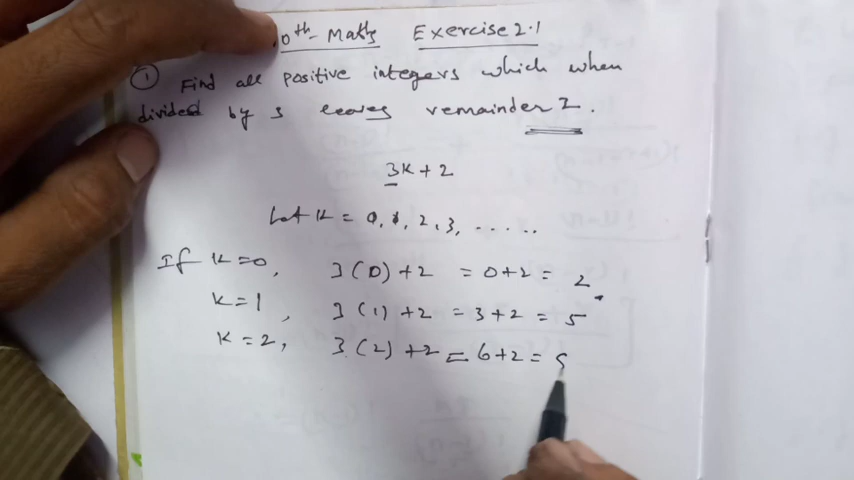 10th - Maths Exercise 2.1
① Find all positive integers which when
divided by 3 leaves remainder 2.
3K + 2
Let K = 0, 1, 2, 3, .....
If K=0, 3(0)+2 = 0+2 = 2
K=1, 3(1)+2 = 3+2 = 5
K=2, 3(2)+2 = 6+2 =